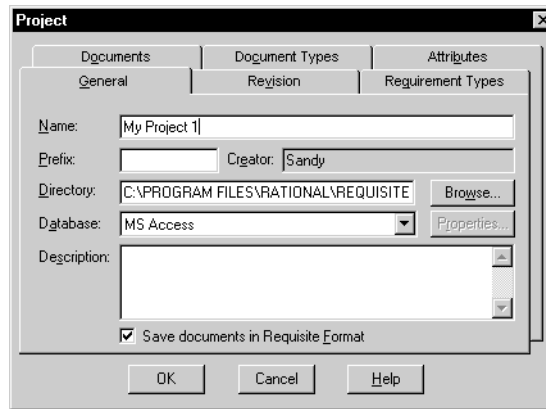 Project
Documents Document Types Attributes
General Revision Requirement Types
Name: My Project 1
Prefix: Creator: Sandy
Directory: C:\PROGRAM FILES\RATIONAL\REQUISITE Browse...
Database: MS Access Properties...
Description:
Save documents in Requisite Format
OK Cancel Help